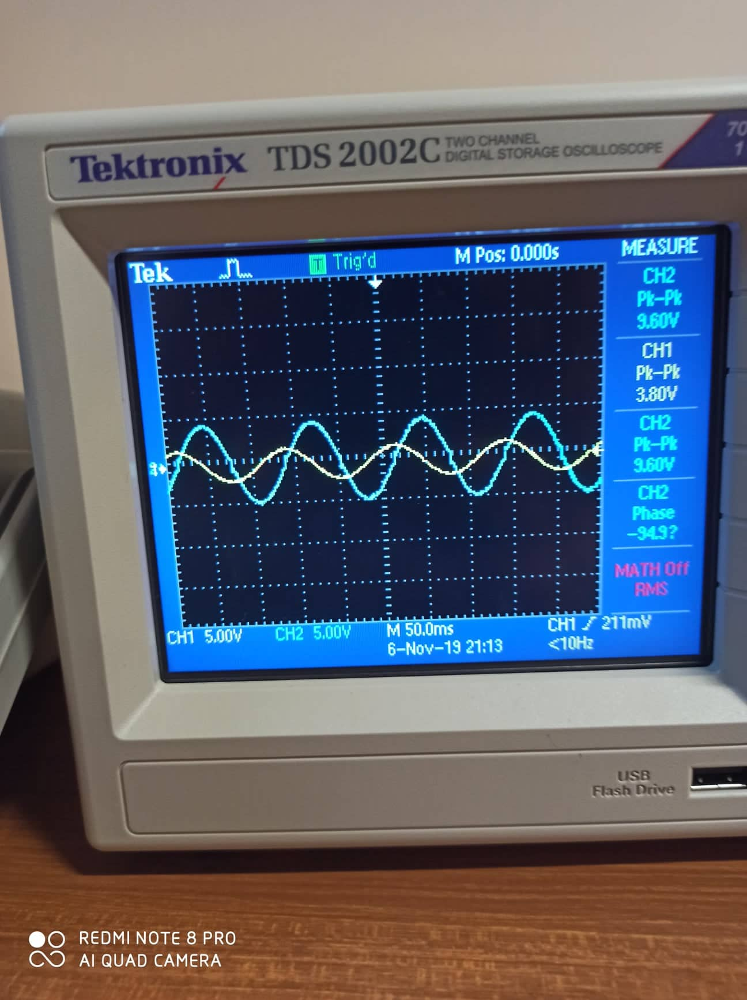 Tektronix TDS 2002C TWO CHANNEL
DIGITAL STORAGE OSCILLOSCOPE
70
1
Tek Trig'd M Pos: 0.000s MEASURE
CH2
Pk-Pk
9.60V
CH1
Pk-Pk
3.80V
CH2
Pk-Pk
9.60V
CH2
Phase
-94.9?
MATH Off
RMS
CH1 5.00V CH2 5.00V M 50.0ms CH1 211mV
6-Nov-19 21:13 <10Hz
USB
Flash Drive
REDMI NOTE 8 PRO
AI QUAD CAMERA